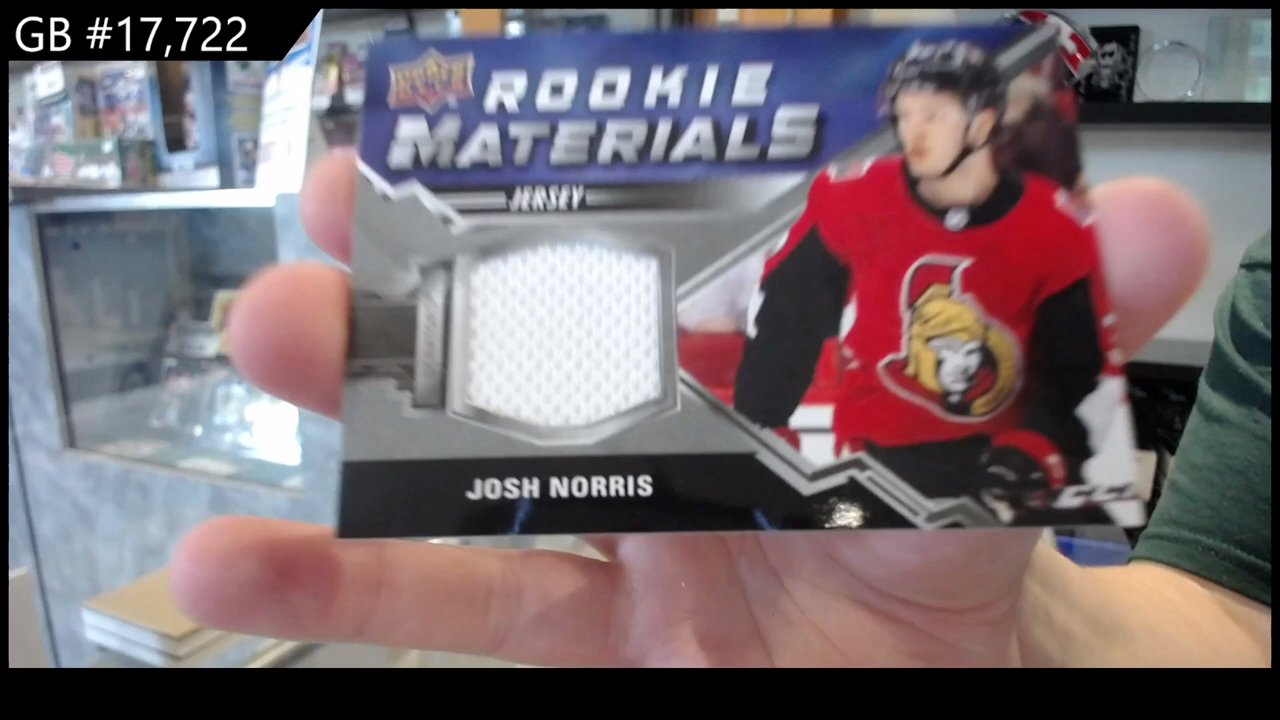 GB #17,722
UPPER DECK
ROOKIE
MATERIALS
JERSEY
JOSH NORRIS
CCM